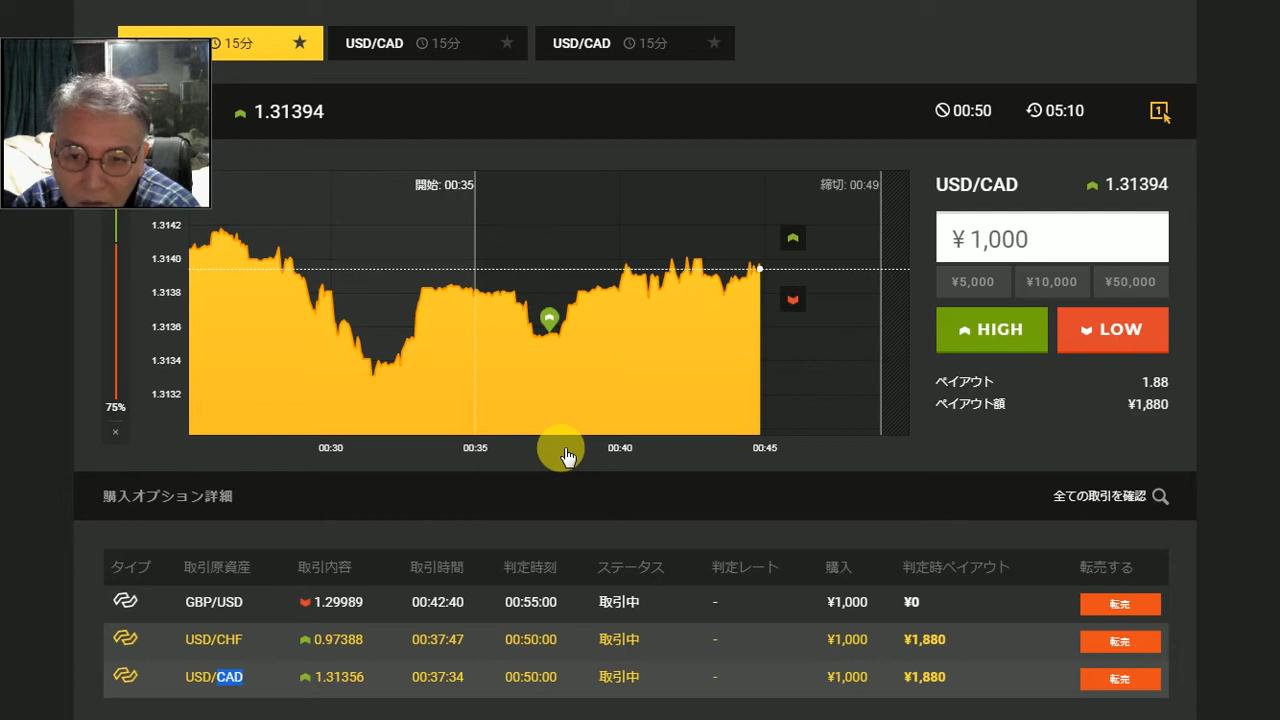 15分 USD/CAD 15分 USD/CAD 15分
1.31394 00:50 05:10 1
開始: 00:35 締切: 00:49
USD/CAD 1.31394
1.3142
¥ 1,000
1.3140
¥5,000 ¥10,000 ¥50,000
1.3138
HIGH LOW
1.3136
1.3134
ペイアウト 1.88
1.3132
ペイアウト額 ¥1,880
75%
×
00:30 00:35 00:40 00:45
購入オプション詳細 全ての取引を確認
タイプ 取引原資産 取引内容 取引時間 判定時刻 ステータス 判定レート 購入 判定時ペイアウト 転売する
GBP/USD 1.29989 00:42:40 00:55:00 取引中 - ¥1,000 ¥0 転売
USD/CHF 0.97388 00:37:47 00:50:00 取引中 - ¥1,000 ¥1,880 転売
USD/CAD 1.31356 00:37:34 00:50:00 取引中 - ¥1,000 ¥1,880 転売